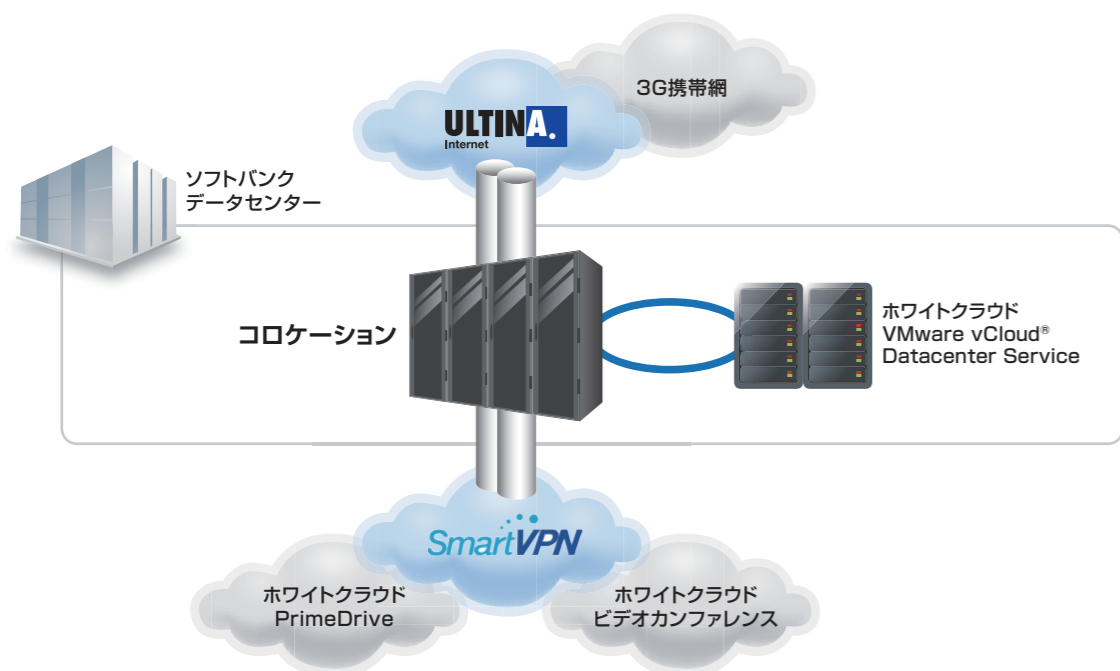 3G携帯網
ULTINA.
Internet
ソフトバンク
データセンター
コロケーション
ホワイトクラウド
VMware vCloud®
Datacenter Service
SmartVPN
ホワイトクラウド
PrimeDrive
ホワイトクラウド
ビデオカンファレンス